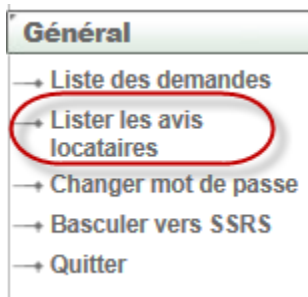 Général
Liste des demandes
Lister les avis
locataires
Changer mot de passe
Basculer vers SSRS
Quitter